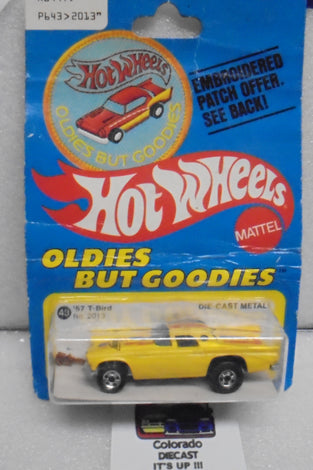 P643>2013"
Hot Wheels
OLDIES BUT GOODIES
EMBROIDERED
PATCH OFFER.
SEE BACK!
Hot Wheels
MATTEL
OLDIES
BUT GOODIES™
48 '57 T-Bird
No. 2013
DIE CAST METAL
Colorado
DIECAST
IT'S UP !!!